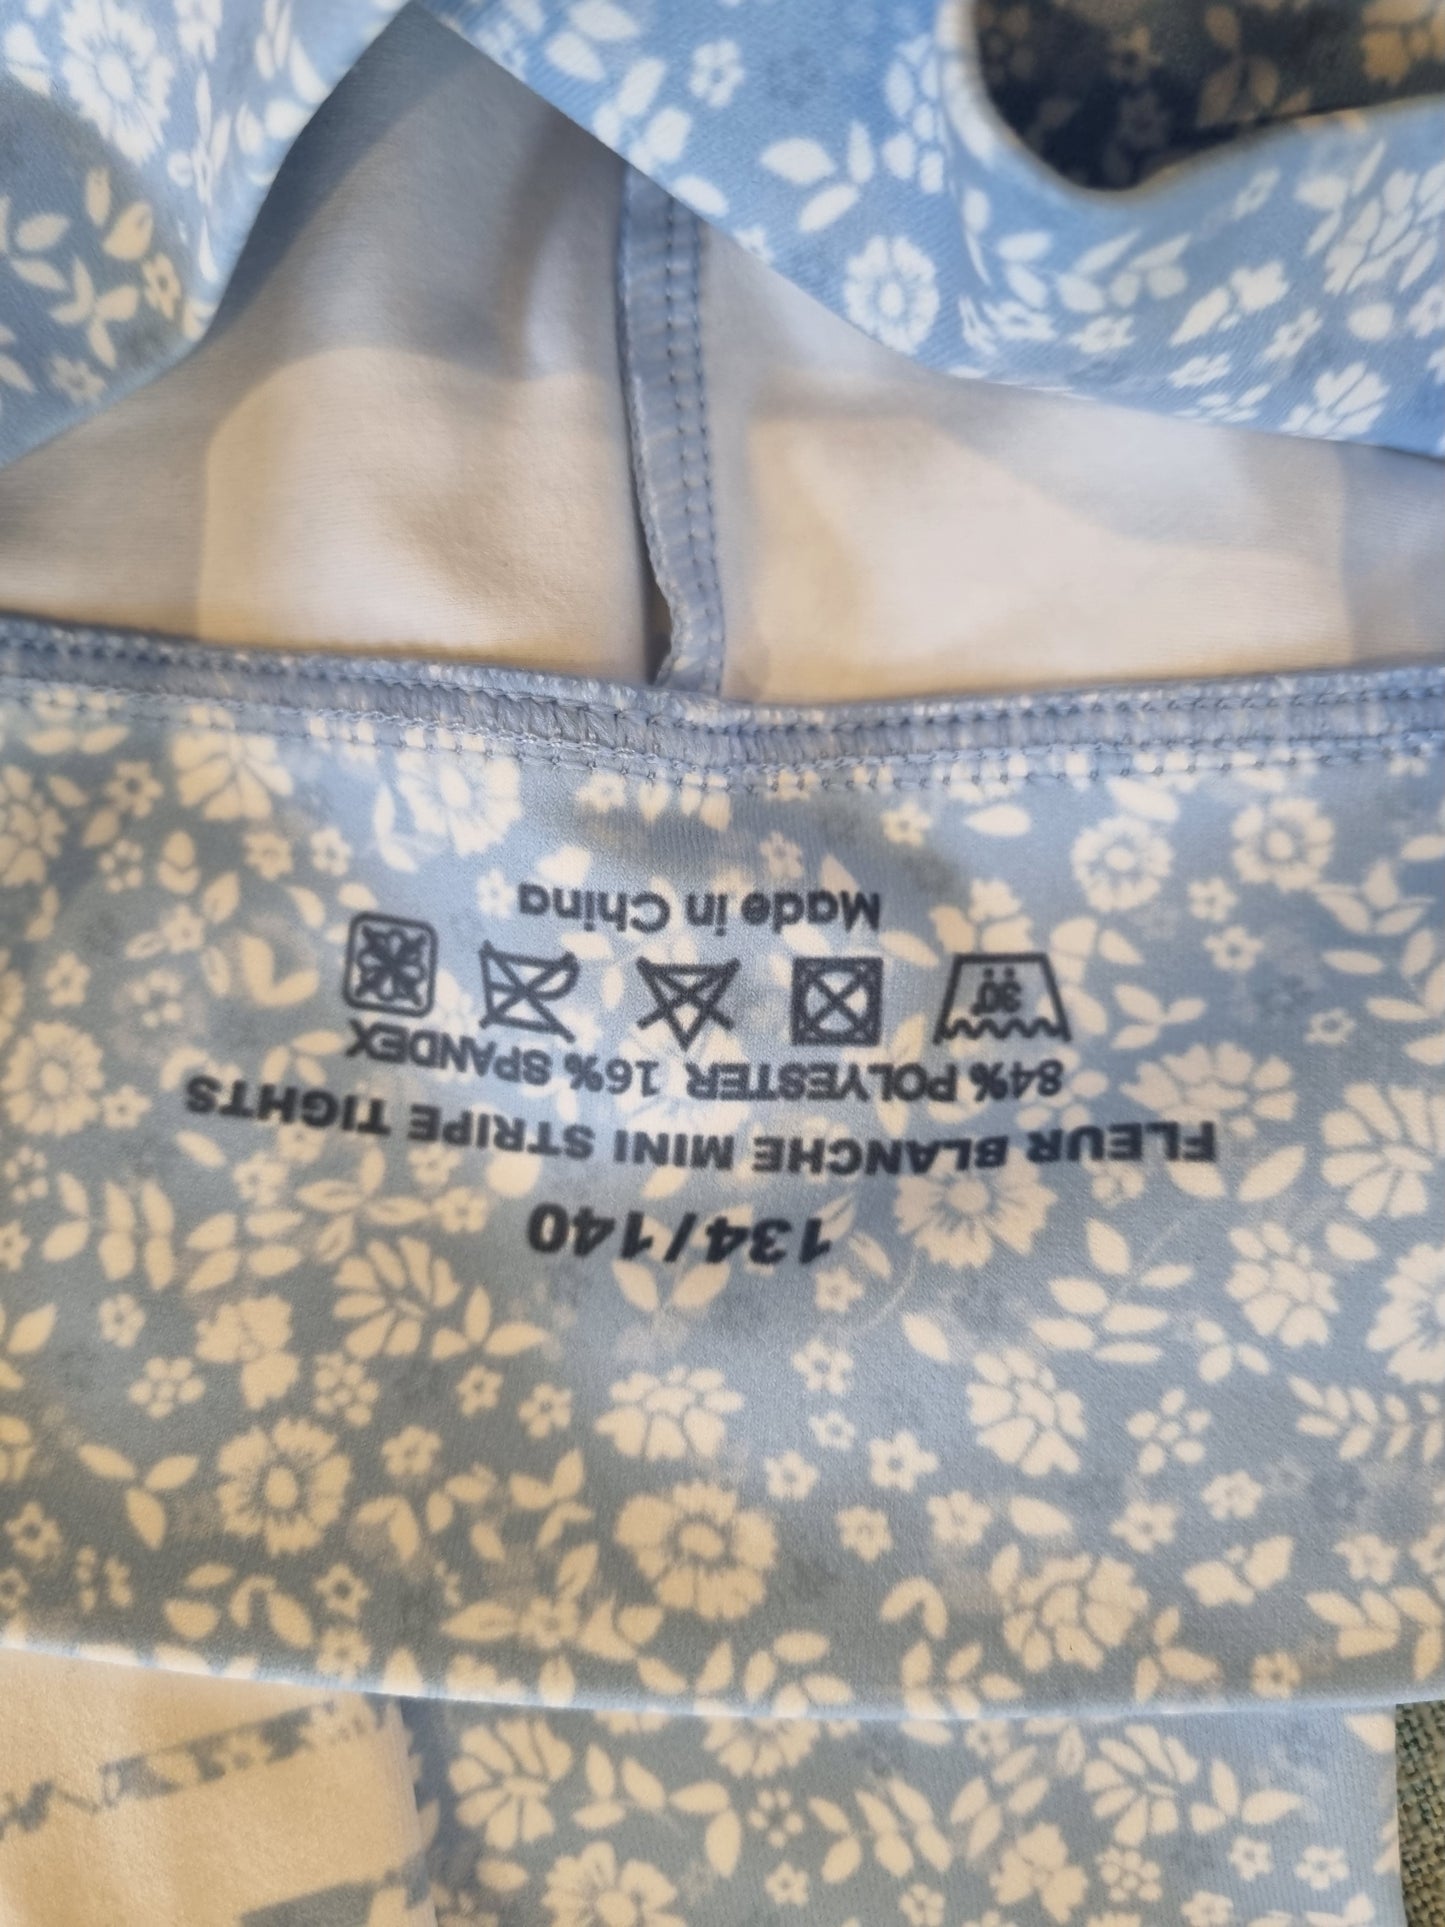 134/140
FLEUR BLANCHE MINI STRIPE TIGHTS
84% POLYESTER 16% SPANDEX
30°
Made in China